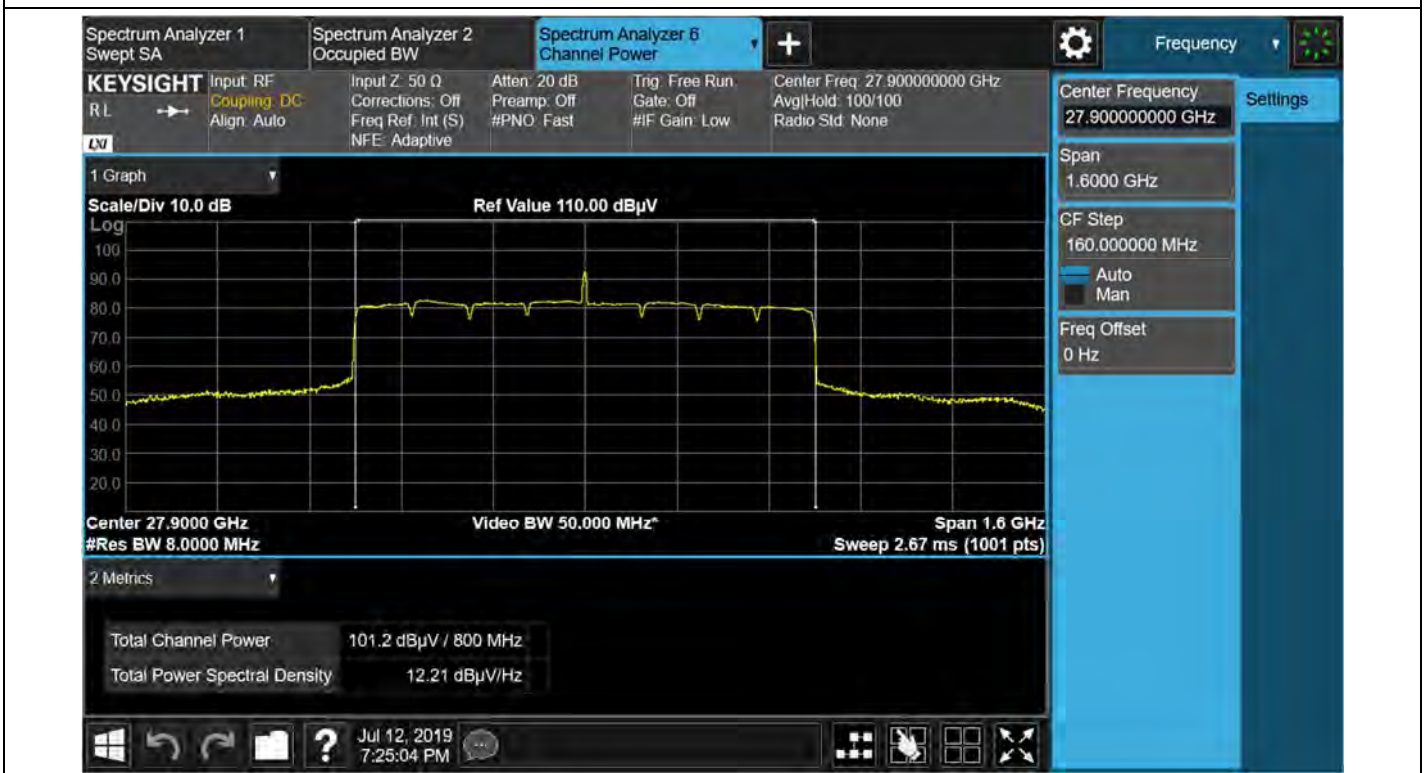 Spectrum Analyzer 1
Swept SA
Spectrum Analyzer 2
Occupied BW
Spectrum Analyzer 6
Channel Power
Frequency
KEYSIGHT
RL
LXI
Input: RF
Coupling: DC
Align: Auto
Input Z: 50 Ω
Corrections: Off
Freq Ref: Int (S)
NFE: Adaptive
Atten: 20 dB
Preamp: Off
#PNO: Fast
Trig: Free Run
Gate: Off
#IF Gain: Low
Center Freq: 27.900000000 GHz
Avg|Hold: 100/100
Radio Std: None
Center Frequency
27.900000000 GHz
Settings
Span
1.6000 GHz
CF Step
160.000000 MHz
Auto
Man
Freq Offset
0 Hz
1 Graph
Scale/Div 10.0 dB
Ref Value 110.00 dBµV
Log
100
90.0
80.0
70.0
60.0
50.0
40.0
30.0
20.0
Center 27.9000 GHz
Video BW 50.000 MHz*
Span 1.6 GHz
#Res BW 8.0000 MHz
Sweep 2.67 ms (1001 pts)
2 Metrics
Total Channel Power 101.2 dBµV / 800 MHz
Total Power Spectral Density 12.21 dBµV/Hz
?
Jul 12, 2019
7:25:04 PM